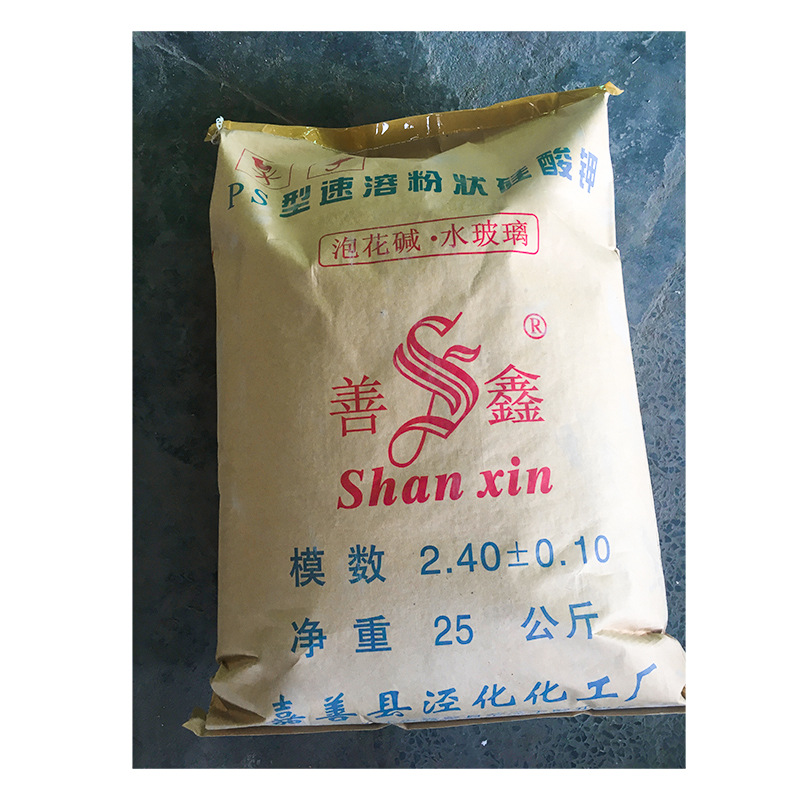 PS型速溶粉状硅酸钾
泡花碱·水玻璃
善 S 鑫 ®
Shan xin
模数 2.40±0.10
净重 25 公斤
嘉善县泾化化工厂